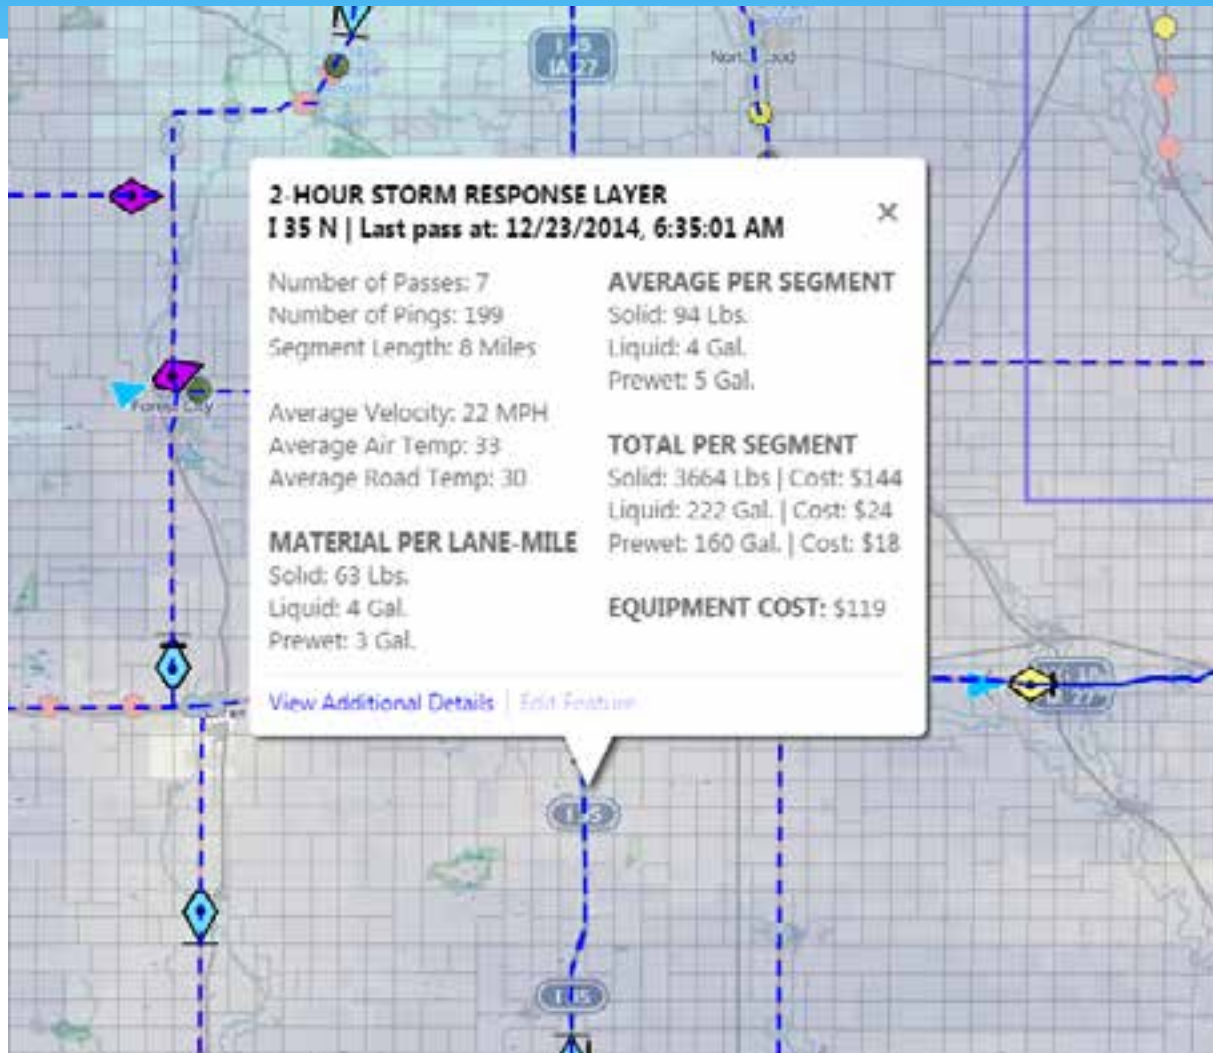 I 35
IA 27
2-HOUR STORM RESPONSE LAYER
I 35 N | Last pass at: 12/23/2014, 6:35:01 AM
Number of Passes: 7
Number of Pings: 199
Segment Length: 8 Miles
Average Velocity: 22 MPH
Average Air Temp: 33
Average Road Temp: 30
MATERIAL PER LANE-MILE
Solid: 63 Lbs.
Liquid: 4 Gal.
Prewet: 3 Gal.
AVERAGE PER SEGMENT
Solid: 94 Lbs.
Liquid: 4 Gal.
Prewet: 5 Gal.
TOTAL PER SEGMENT
Solid: 3664 Lbs | Cost: $144
Liquid: 222 Gal. | Cost: $24
Prewet: 160 Gal. | Cost: $18
EQUIPMENT COST: $119
View Additional Details | Edit Feature
Forest City
I 35
I 35